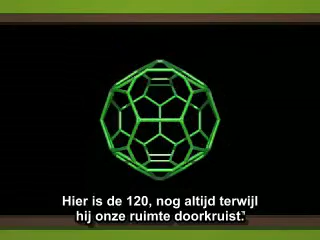 Hier is de 120, nog altijd terwijl
hij onze ruimte doorkruist.